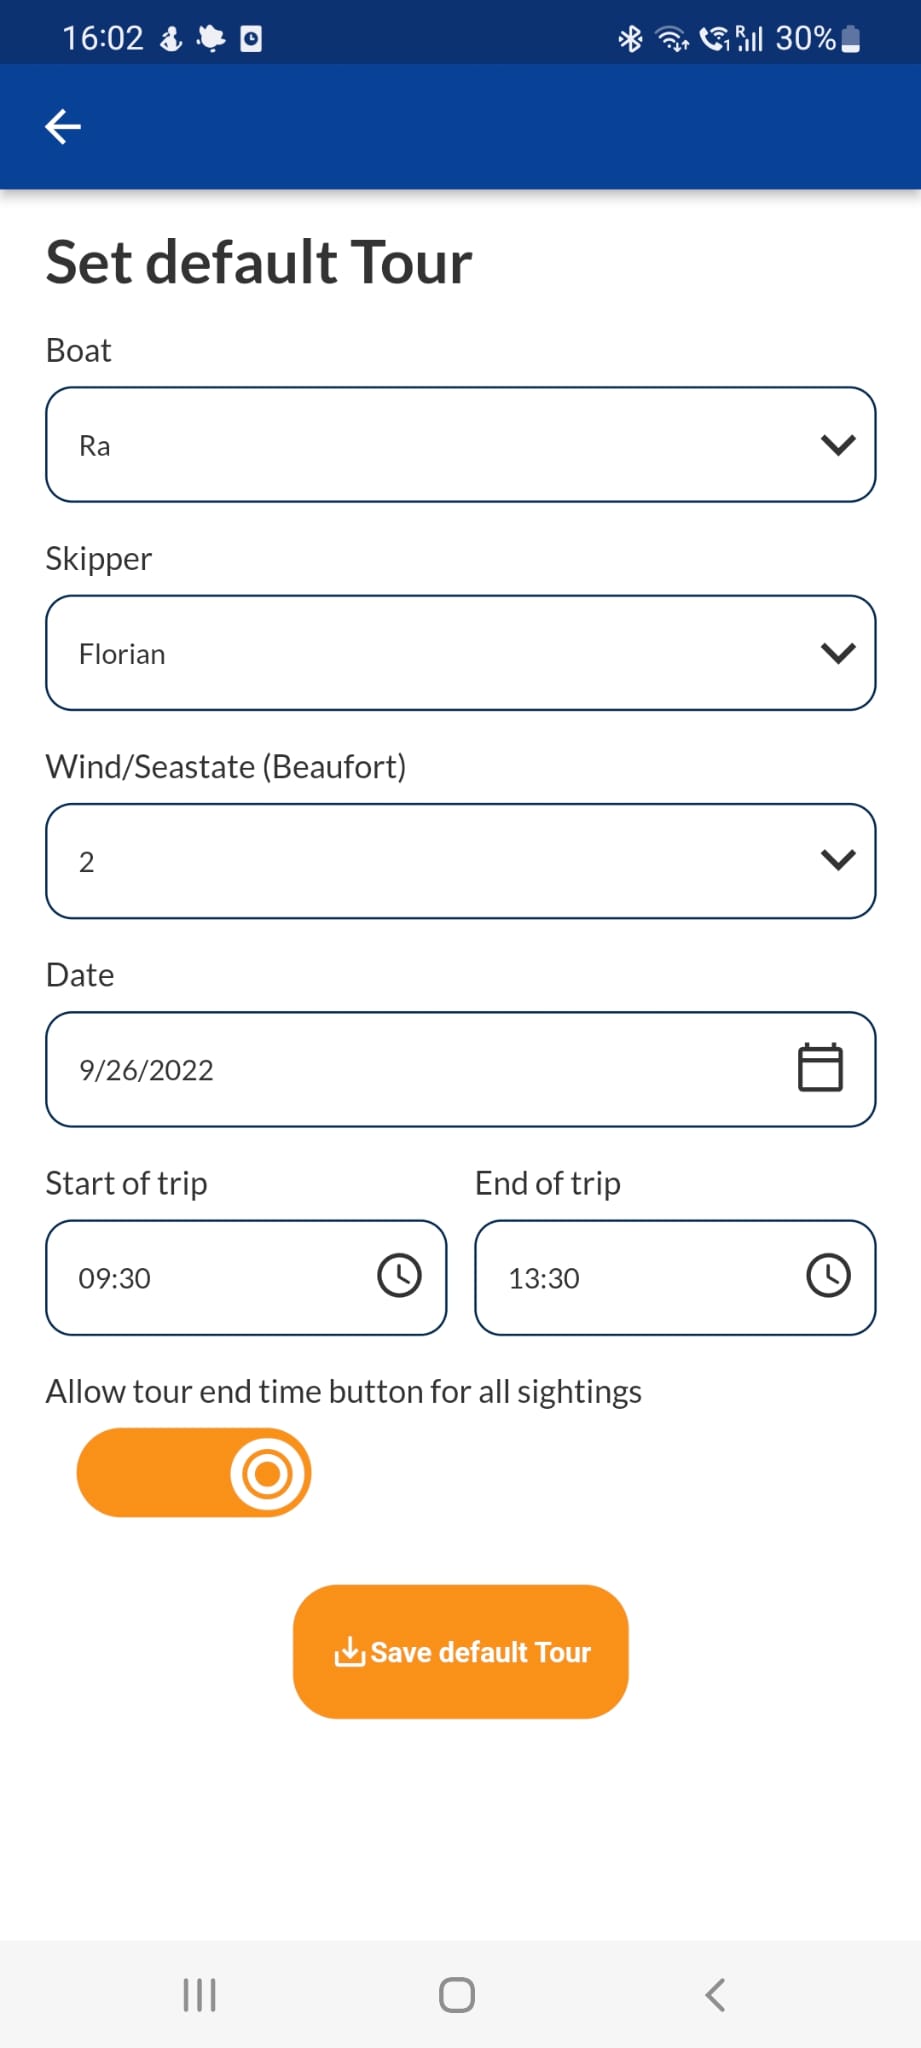 16:02 30%
Set default Tour
Boat
Ra
Skipper
Florian
Wind/Seastate (Beaufort)
2
Date
9/26/2022
Start of trip End of trip
09:30 13:30
Allow tour end time button for all sightings
Save default Tour